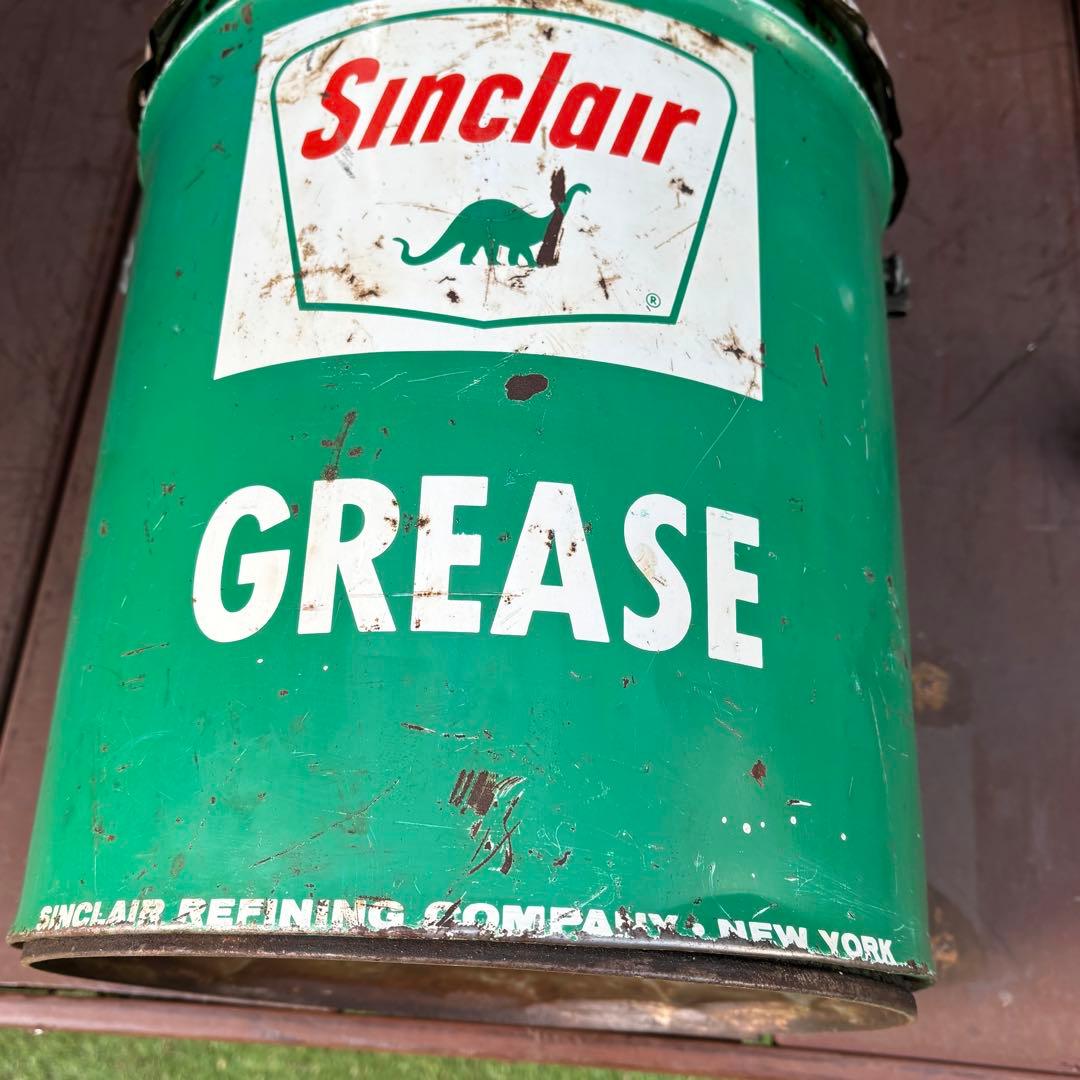 Sinclair
®
GREASE
SINCLAIR REFINING COMPANY • NEW YORK